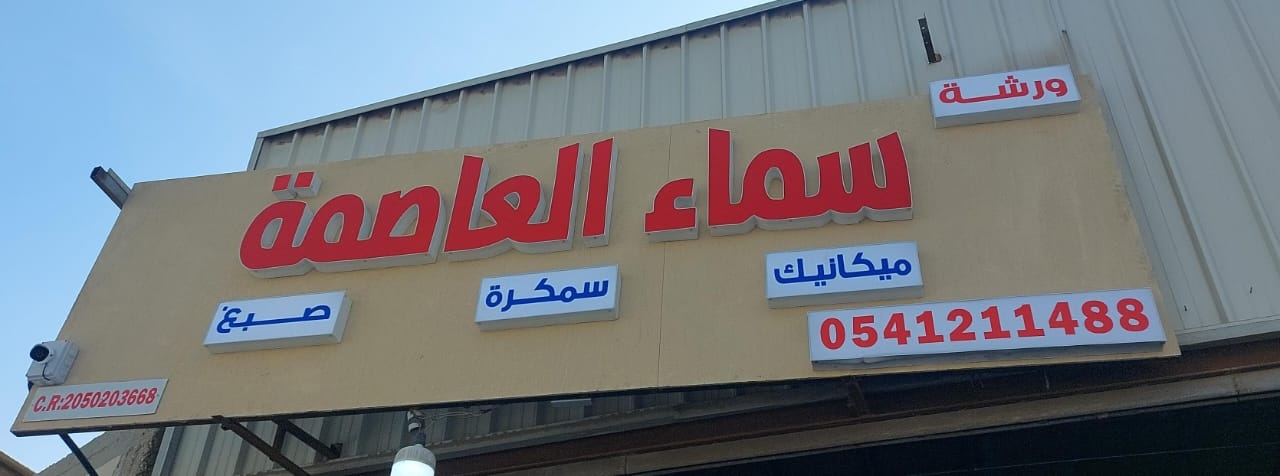 ورشة
سماء العاصمة
ميكانيك سمكرة صبغ
0541211488
C.R:2050203668